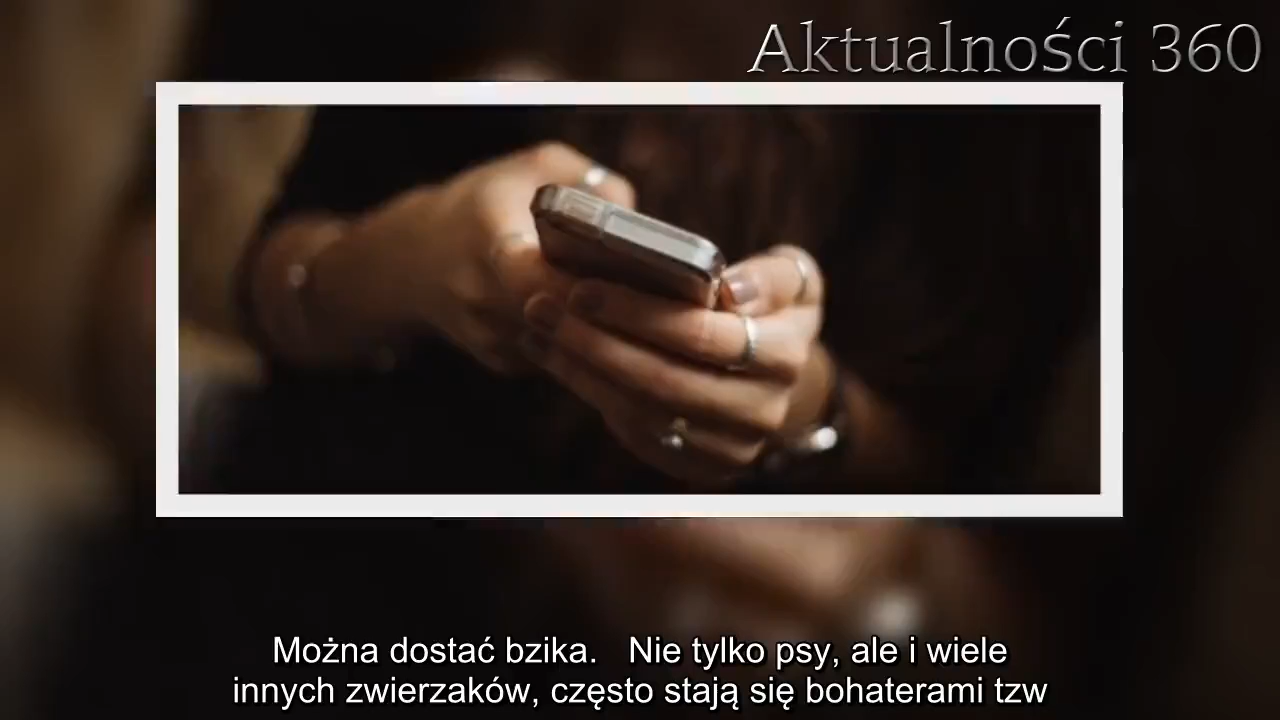 Aktualności 360
Można dostać bzika. Nie tylko psy, ale i wiele
innych zwierzaków, często stają się bohaterami tzw